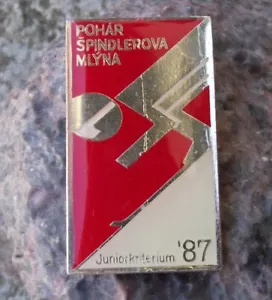 POHÁR
ŠPINDLEROVA
MLÝNA
Juniorkriterium '87